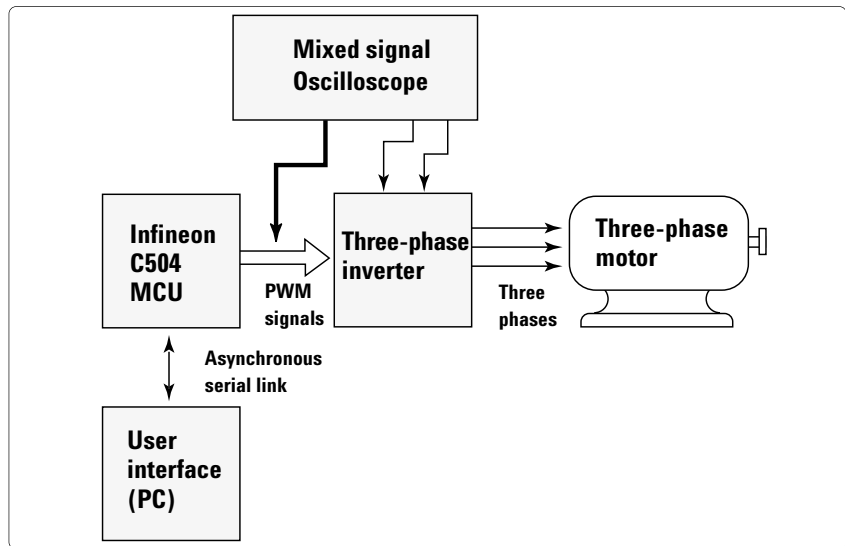 Mixed signal
Oscilloscope
Infineon
C504
MCU
PWM
signals
Three-phase
inverter
Three
phases
Three-phase
motor
Asynchronous
serial link
User
interface
(PC)